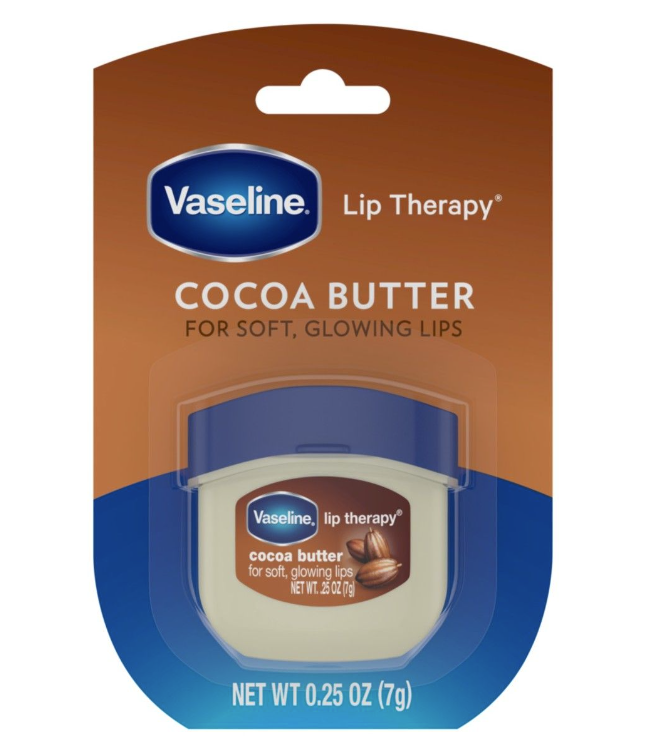 Vaseline. Lip Therapy®
COCOA BUTTER
FOR SOFT, GLOWING LIPS
Vaseline. lip therapy®
cocoa butter
for soft, glowing lips
NET WT. .25 OZ (7g)
NET WT 0.25 OZ (7g)